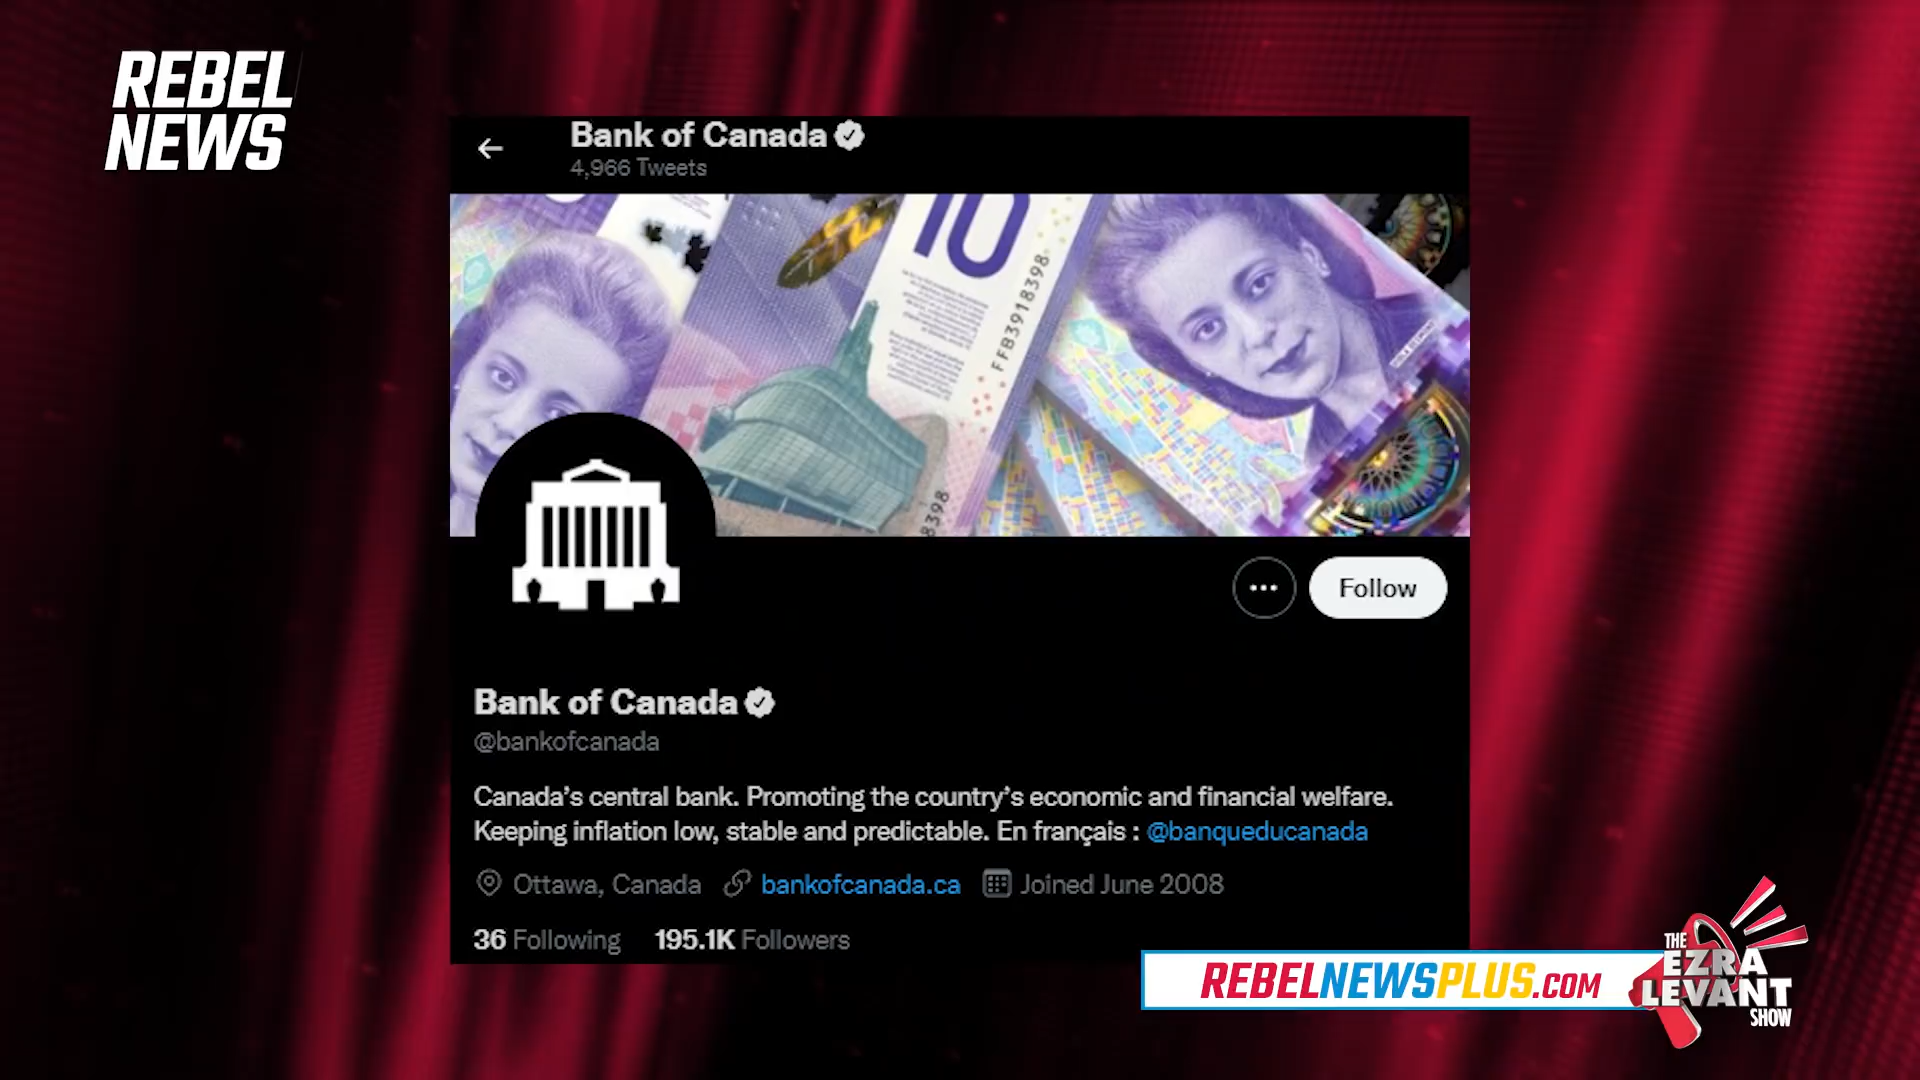 REBEL
NEWS
Bank of Canada
4,966 Tweets
10
FFB3918398
8398
Follow
Bank of Canada
@bankofcanada
Canada's central bank. Promoting the country's economic and financial welfare.
Keeping inflation low, stable and predictable. En français : @banqueducanada
Ottawa, Canada bankofcanada.ca Joined June 2008
36 Following 195.1K Followers
REBELNEWSPLUS.COM
THE
EZRA
LEVANT
SHOW